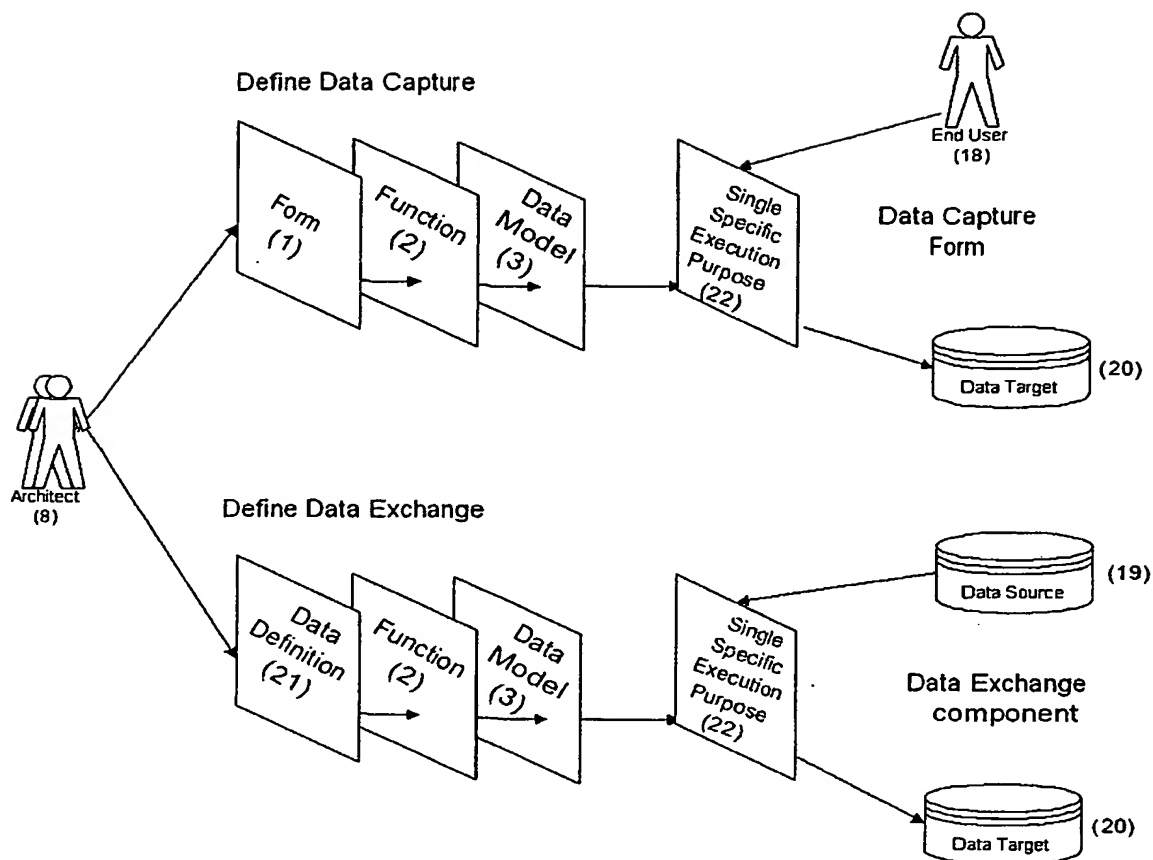 Define Data Capture
End User
(18)
Form
(1)
Function
(2)
Data
Model
(3)
Single
Specific
Execution
Purpose
(22)
Data Capture
Form
Data Target
(20)
Architect
(8)
Define Data Exchange
Data
Definition
(21)
Function
(2)
Data
Model
(3)
Single
Specific
Execution
Purpose
(22)
Data Source
(19)
Data Exchange
component
Data Target
(20)